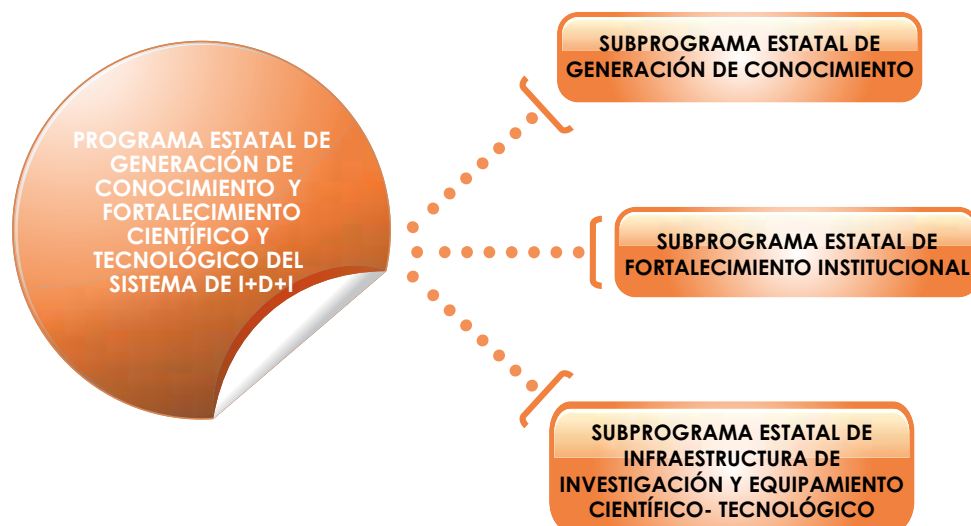 PROGRAMA ESTATAL DE
GENERACIÓN DE
CONOCIMIENTO Y
FORTALECIMIENTO
CIENTÍFICO Y
TECNOLÓGICO DEL
SISTEMA DE I+D+I
SUBPROGRAMA ESTATAL DE
GENERACIÓN DE CONOCIMIENTO
SUBPROGRAMA ESTATAL DE
FORTALECIMIENTO INSTITUCIONAL
SUBPROGRAMA ESTATAL DE
INFRAESTRUCTURA DE
INVESTIGACIÓN Y EQUIPAMIENTO
CIENTÍFICO- TECNOLÓGICO